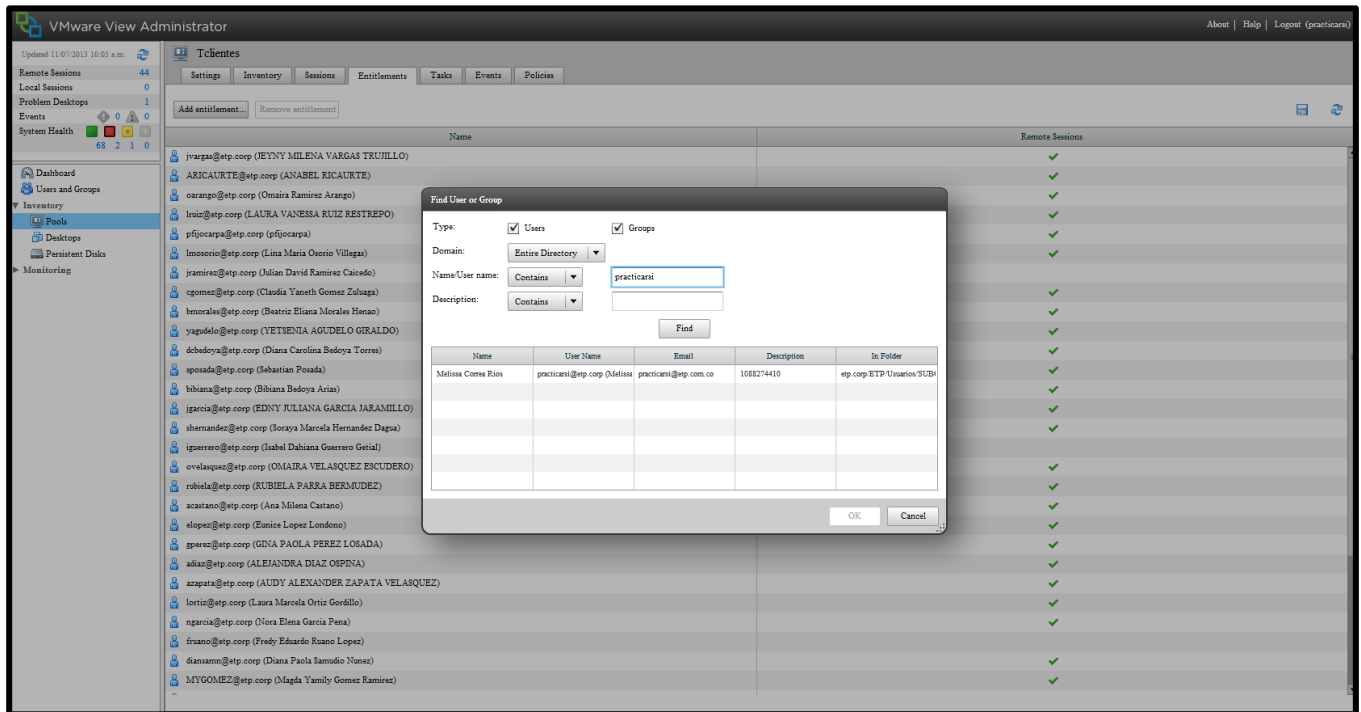 VMware View Administrator
About | Help | Logout (practicarsi)
Updated 11/07/2013 10:05 a.m.
Remote Sessions 44
Local Sessions 0
Problem Desktops 1
Events 0 0
System Health
68 2 1 0
Dashboard
Users and Groups
Inventory
Pools
Desktops
Persistent Disks
Monitoring
Tclientes
Settings Inventory Sessions Entitlements Tasks Events Policies
Add entitlement... Remove entitlement
Name Remote Sessions
jvargas@etp.corp (JEYNY MILENA VARGAS TRUJILLO)
ARICAURTE@etp.corp (ANABEL RICAURTE)
oarango@etp.corp (Omaira Ramirez Arango)
lruiz@etp.corp (LAURA VANESSA RUIZ RESTREPO)
pfijocarpa@etp.corp (pfijocarpa)
lmosorio@etp.corp (Lina Maria Osorio Villegas)
jramirez@etp.corp (Julian David Ramirez Caicedo)
cgomez@etp.corp (Claudia Yaneth Gomez Zuluaga)
bmorales@etp.corp (Beatriz Eliana Morales Henao)
yagudelo@etp.corp (YETSENIA AGUDELO GIRALDO)
dcbedoya@etp.corp (Diana Carolina Bedoya Torres)
sposada@etp.corp (Sebastian Posada)
bibiana@etp.corp (Bibiana Bedoya Arias)
jgarcia@etp.corp (EDNY JULIANA GARCIA JARAMILLO)
shernandez@etp.corp (Soraya Marcela Hernandez Dagua)
iguerrero@etp.corp (Isabel Dahiana Guerrero Getial)
ovelasquez@etp.corp (OMAIRA VELASQUEZ ESCUDERO)
rubiela@etp.corp (RUBIELA PARRA BERMUDEZ)
acastano@etp.corp (Ana Milena Castano)
elopez@etp.corp (Eunice Lopez Londono)
gperez@etp.corp (GINA PAOLA PEREZ LOSADA)
adiaz@etp.corp (ALEJANDRA DIAZ OSPINA)
azapata@etp.corp (AUDY ALEXANDER ZAPATA VELASQUEZ)
lortiz@etp.corp (Laura Marcela Ortiz Gordillo)
ngarcia@etp.corp (Nora Elena Garcia Pena)
fruano@etp.corp (Fredy Eduardo Ruano Lopez)
diansamn@etp.corp (Diana Paola Samudio Nunez)
MYGOMEZ@etp.corp (Magda Yamily Gomez Ramirez)
Find User or Group
Type: Users Groups
Domain: Entire Directory
Name/User name: Contains practicarsi
Description: Contains
Find
Name User Name Email Description In Folder
Melissa Correa Rios practicarsi@etp.corp (Melissa practicarsi@etp.com.co 1088274410 etp.corp/ETP/Usuarios/SUB
OK Cancel